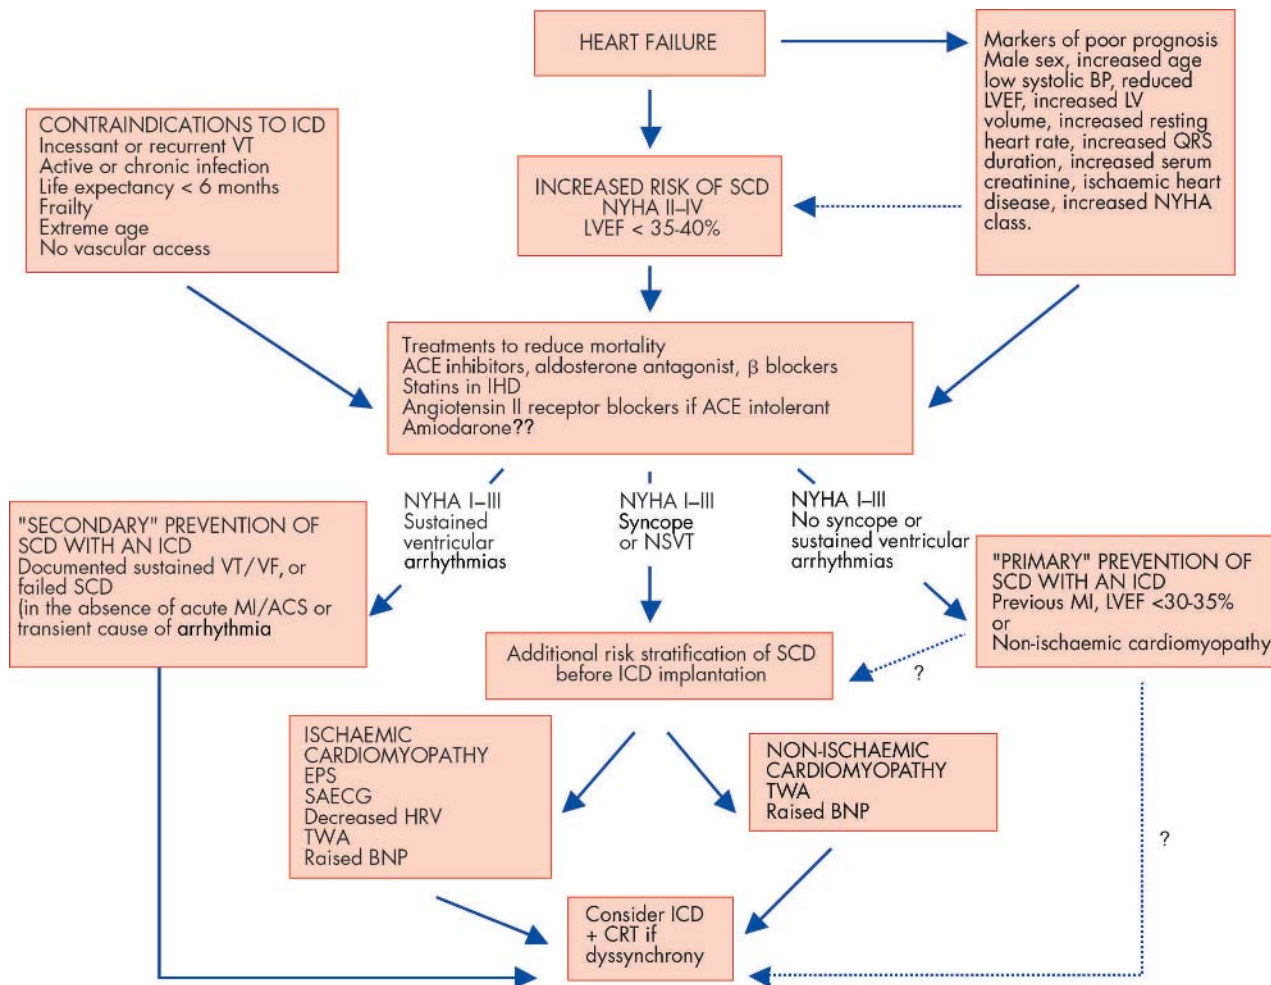 HEART FAILURE
Markers of poor prognosis
Male sex, increased age
low systolic BP, reduced
LVEF, increased LV
volume, increased resting
heart rate, increased QRS
duration, increased serum
creatinine, ischaemic heart
disease, increased NYHA
class.
CONTRAINDICATIONS TO ICD
Incessant or recurrent VT
Active or chronic infection
Life expectancy < 6 months
Frailty
Extreme age
No vascular access
INCREASED RISK OF SCD
NYHA II–IV
LVEF < 35-40%
Treatments to reduce mortality
ACE inhibitors, aldosterone antagonist, β blockers
Statins in IHD
Angiotensin II receptor blockers if ACE intolerant
Amiodarone??
NYHA I–III
Sustained
ventricular
arrhythmias
NYHA I–III
Syncope
or NSVT
NYHA I–III
No syncope or
sustained ventricular
arrhythmias
"SECONDARY" PREVENTION OF
SCD WITH AN ICD
Documented sustained VT/VF, or
failed SCD
(in the absence of acute MI/ACS or
transient cause of arrhythmia
"PRIMARY" PREVENTION OF
SCD WITH AN ICD
Previous MI, LVEF <30-35%
or
Non-ischaemic cardiomyopathy
Additional risk stratification of SCD
before ICD implantation
?
ISCHAEMIC
CARDIOMYOPATHY
EPS
SAECG
Decreased HRV
TWA
Raised BNP
NON-ISCHAEMIC
CARDIOMYOPATHY
TWA
Raised BNP
?
Consider ICD
+ CRT if
dyssynchrony